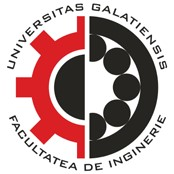 UNIVERSITAS GALATIENSIS
FACULTATEA DE INGINERIE